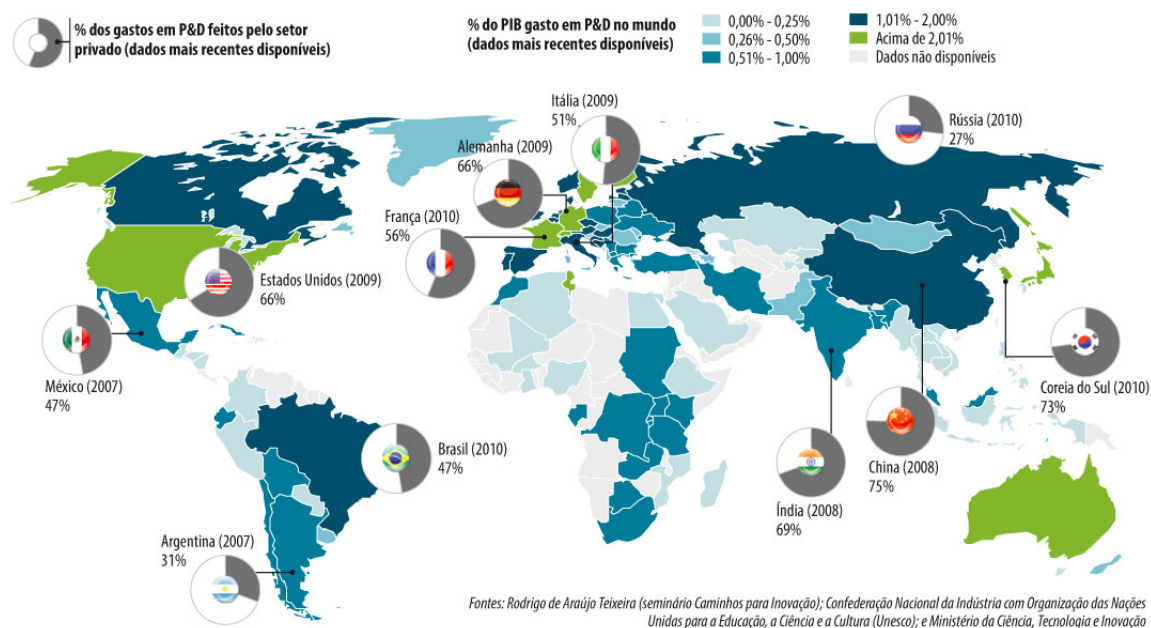 % dos gastos em P&D feitos pelo setor
privado (dados mais recentes disponíveis)
% do PIB gasto em P&D no mundo
(dados mais recentes disponíveis)
0,00% - 0,25%
0,26% - 0,50%
0,51% - 1,00%
1,01% - 2,00%
Acima de 2,01%
Dados não disponíveis
Itália (2009)
51%
Rússia (2010)
27%
Alemanha (2009)
66%
França (2010)
56%
Estados Unidos (2009)
66%
México (2007)
47%
Coreia do Sul (2010)
73%
Brasil (2010)
47%
China (2008)
75%
Índia (2008)
69%
Argentina (2007)
31%
Fontes: Rodrigo de Araújo Teixeira (seminário Caminhos para Inovação); Confederação Nacional da Indústria com Organização das Nações
Unidas para a Educação, a Ciência e a Cultura (Unesco); e Ministério da Ciência, Tecnologia e Inovação